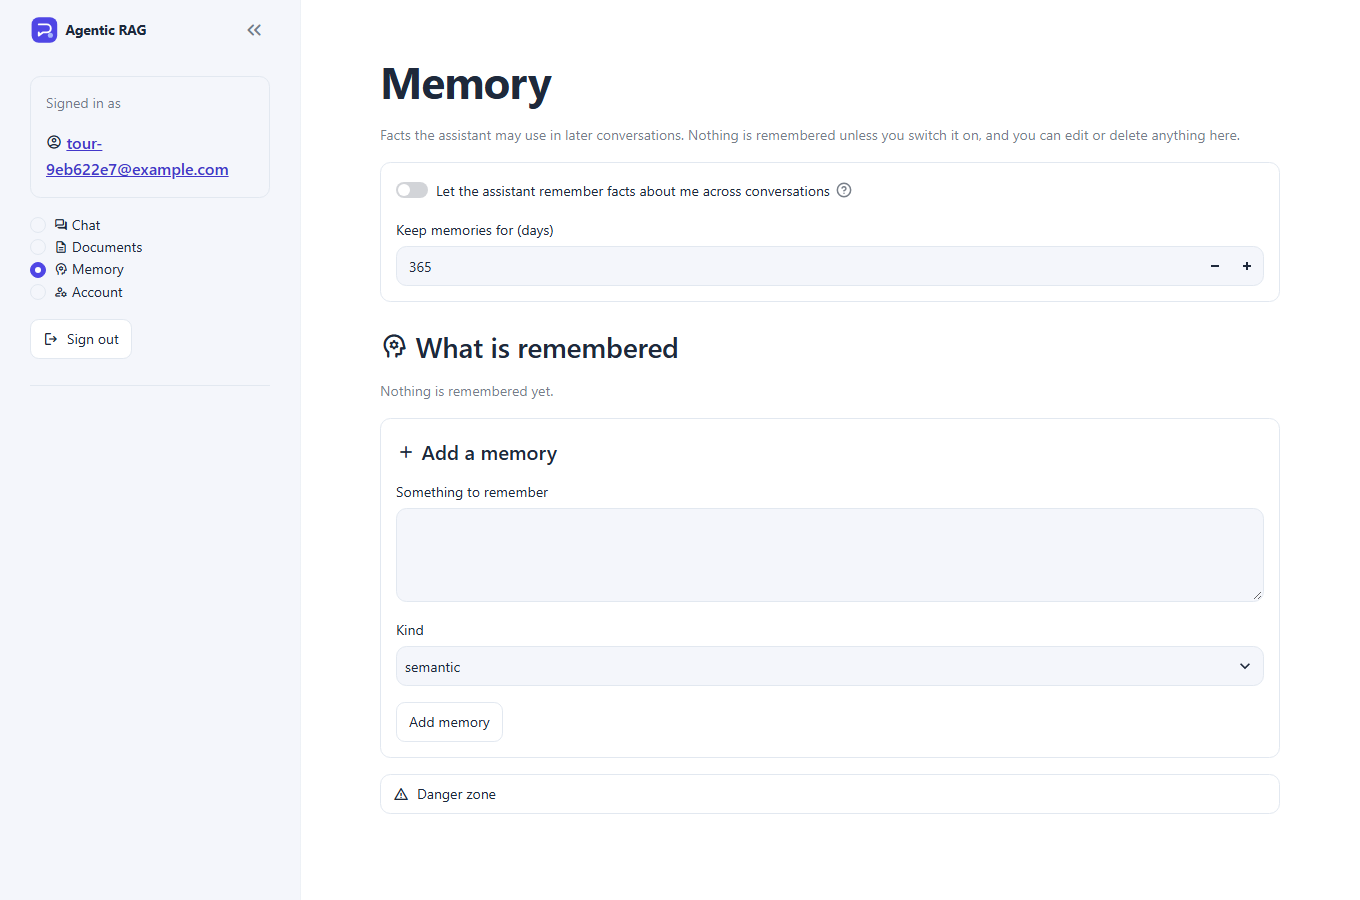 Agentic RAG
Signed in as
tour-
9eb622e7@example.com
Chat
Documents
Memory
Account
Sign out
Memory
Facts the assistant may use in later conversations. Nothing is remembered unless you switch it on, and you can edit or delete anything here.
Let the assistant remember facts about me across conversations
Keep memories for (days)
365
What is remembered
Nothing is remembered yet.
Add a memory
Something to remember
Kind
semantic
Add memory
Danger zone